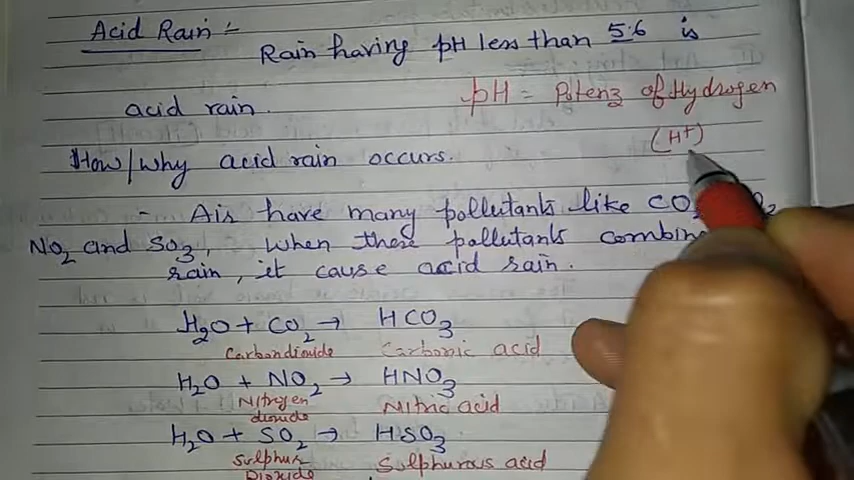 Acid Rain :-
Rain having pH less than 5.6 is
acid rain.
pH = Potenz of Hydrogen
(H+)
How/why acid rain occurs.
- Air have many pollutants like CO2
NO2 and SO3, when these pollutants combin
rain, it cause acid rain.
H2O + CO2 → HCO3
Carbondioxide Carbonic acid
H2O + NO2 → HNO3
Nitrogen dioxide Nitric acid
H2O + SO2 → HSO3
Sulphur Dioxide Sulphurous acid